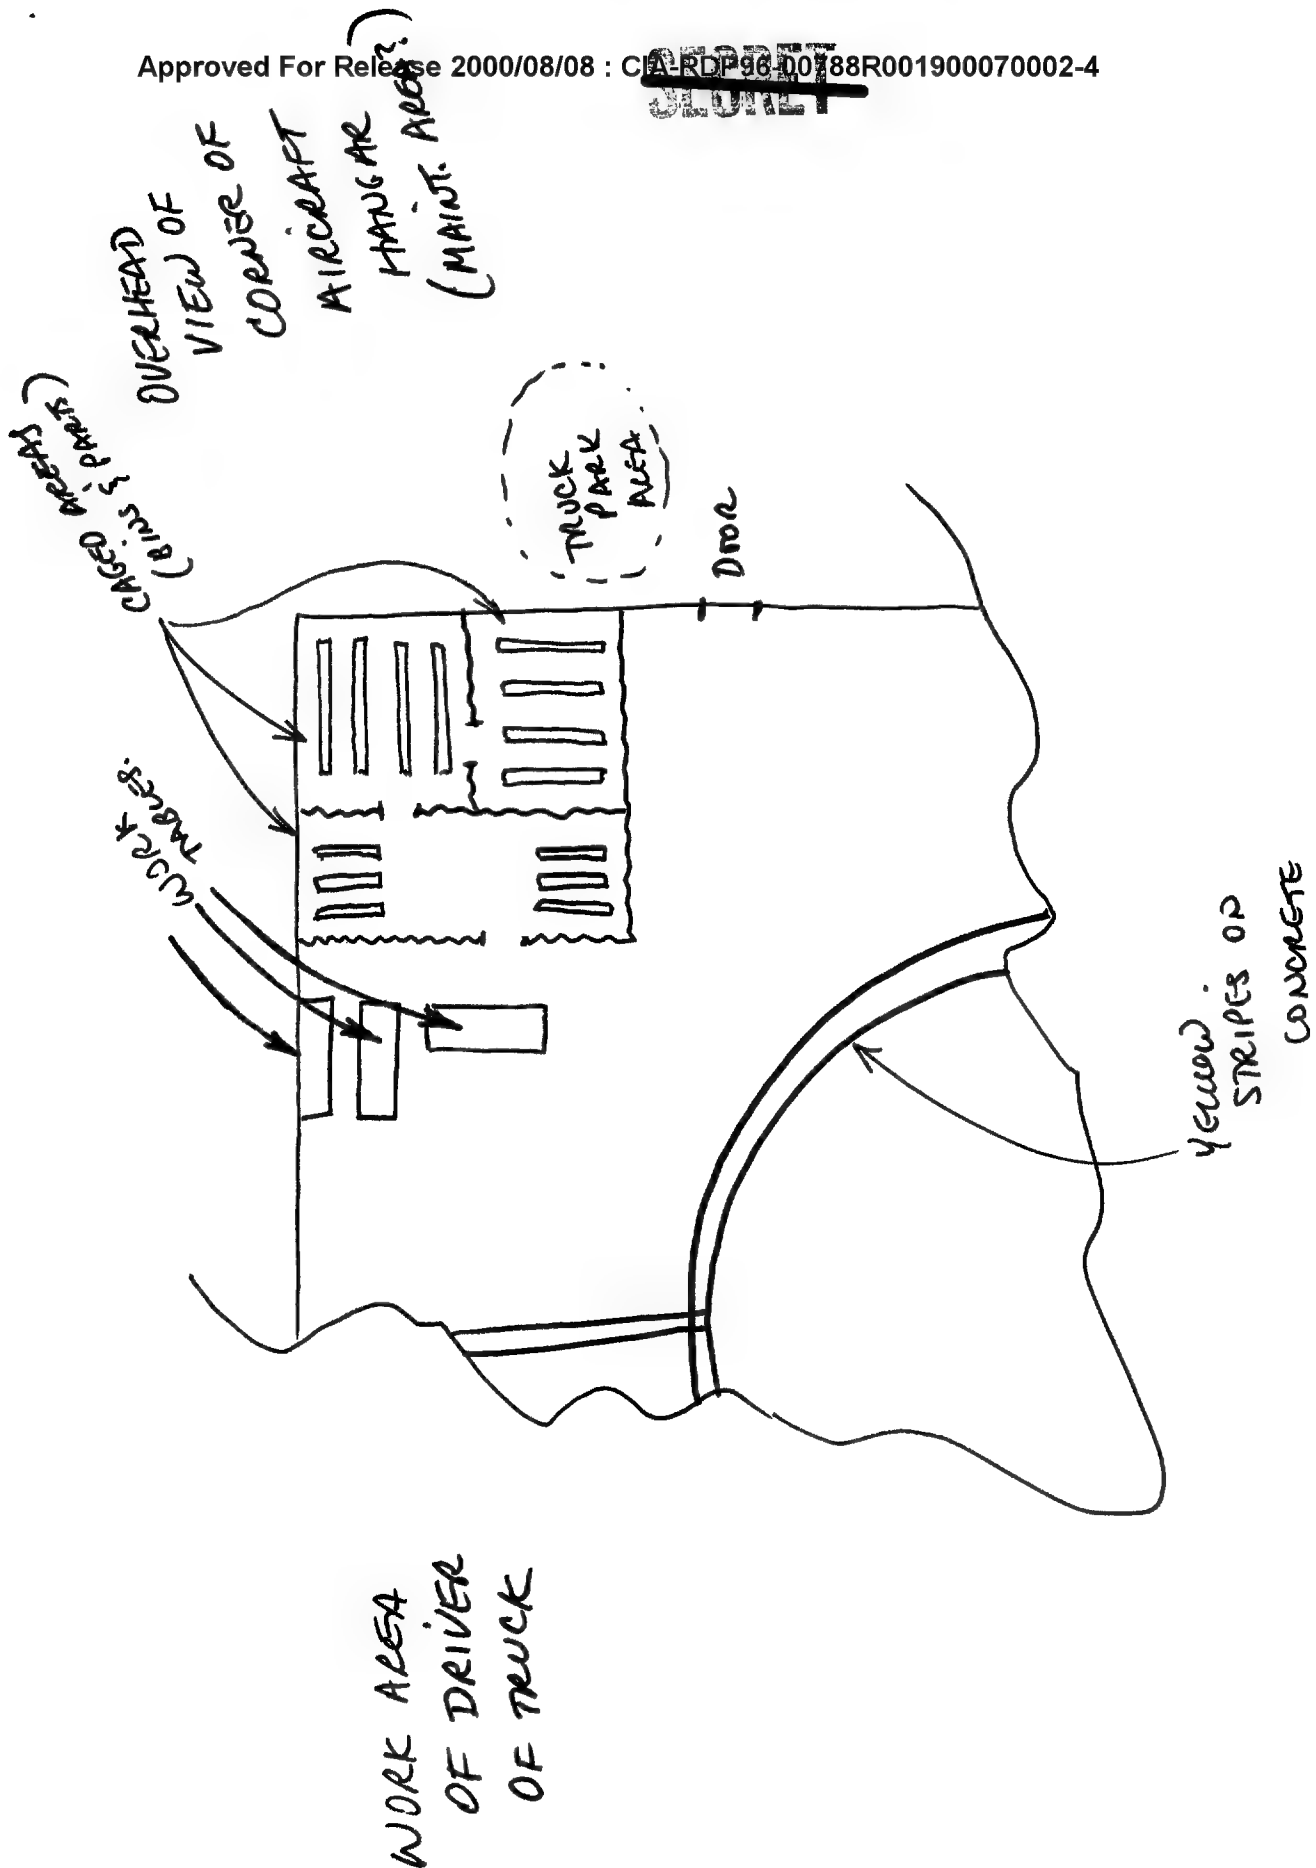 Approved For Release 2000/08/08 : CIA-RDP96-00788R001900070002-4
SECRET
SECRET
OVERHEAD
VIEW OF
CORNER OF
AIRCRAFT
HANGAR
(MAINT. AREA?)
CAGED AREAS
(BINS & PARTS)
WORK
TABLES.
TRUCK
PARK
AREA
DOOR
YELLOW
STRIPES ON
CONCRETE
WORK AREA
OF DRIVER
OF TRUCK